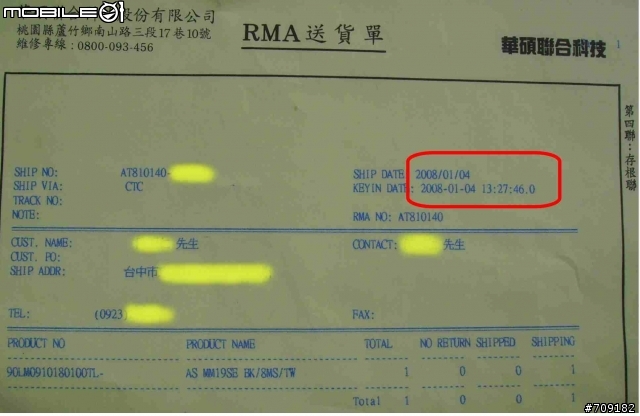 MOBILE01
股份有限公司
桃園縣蘆竹鄉南山路三段17巷10號
維修專線：0800-093-456
RMA 送貨單
華碩聯合科技
第四聯：存根聯
SHIP NO: AT810140-
SHIP VIA: CTC
TRACK NO:
NOTE:
SHIP DATE: 2008/01/04
KEYIN DATE: 2008-01-04 13:27:46.0
RMA NO: AT810140
CUST. NAME: 先生
CONTACT: 先生
CUST. PO:
SHIP ADDR: 台中市
TEL: (0923)
FAX:
PRODUCT NO PRODUCT NAME TOTAL NO RETURN SHIPPED SHIPPING
90LM0910180100TL- AS MM19SE BK/8MS/TW 1 0 0 1
Total 1 0 0 1
#709182